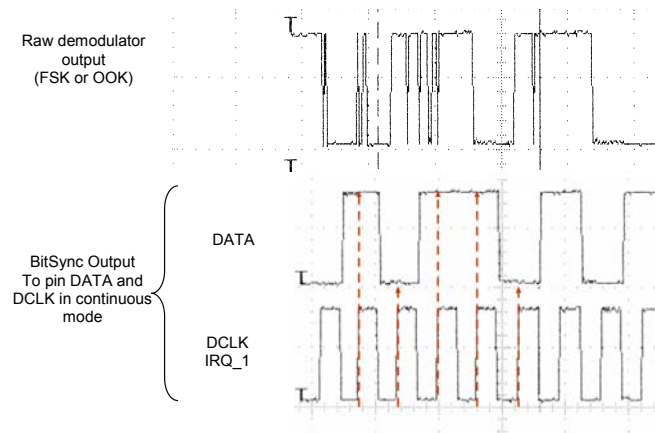 Raw demodulator
output
(FSK or OOK)
BitSync Output
To pin DATA and
DCLK in continuous
mode
DATA
DCLK
IRQ_1